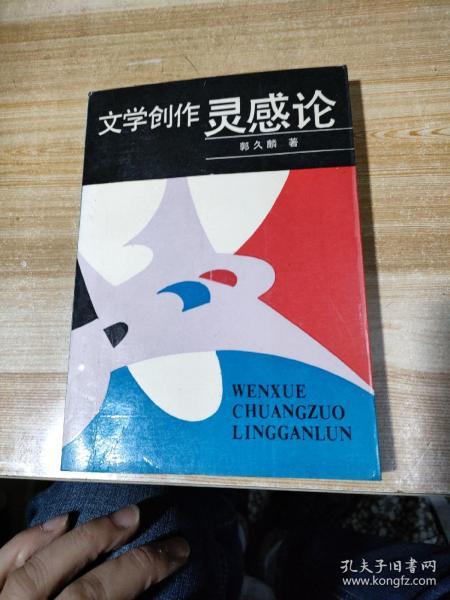 文学创作 灵感论
郭久麟 著
WENXUE
CHUANGZUO
LINGGANLUN
孔夫子旧书网
www.kongfz.com